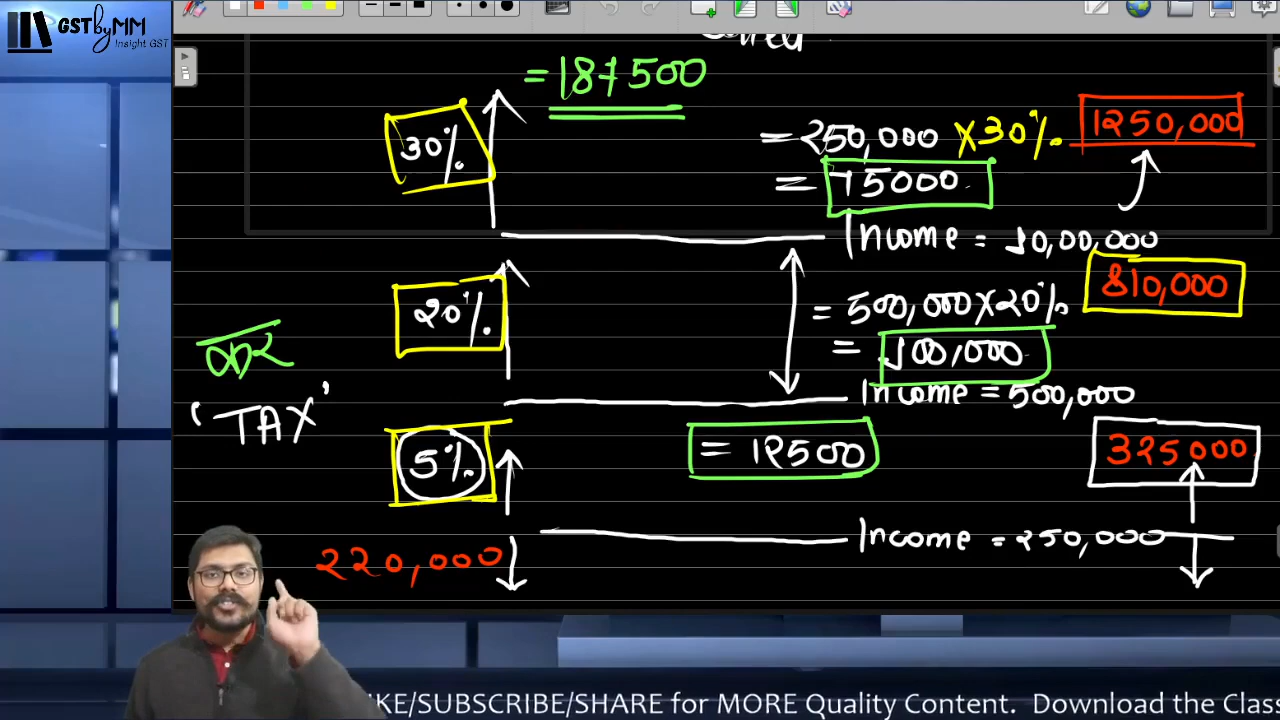 GSTbyMM
Insight GST
= 187500
30%
= 250,000 × 30%
1250,000
= 75000
Income = 10,00,000
810,000
20%
= 500,000 × 20%
= 100,000
Income = 500,000
'TAX'
5%
= 12500
325000
Income = 250,000
220,000
IKE/SUBSCRIBE/SHARE for MORE Quality Content. Download the Class